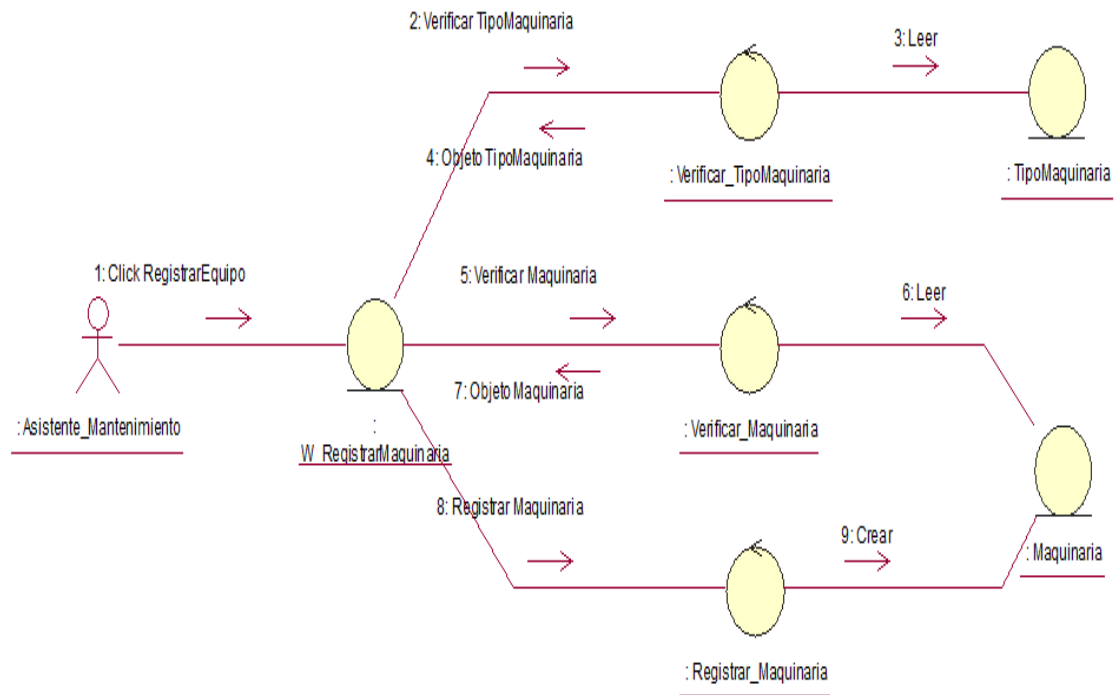 2: Verificar TipoMaquinaria
3: Leer
4: Objeto TipoMaquinaria
: Verificar_TipoMaquinaria
: TipoMaquinaria
1: Click RegistrarEquipo
5: Verificar Maquinaria
6: Leer
7: Objeto Maquinaria
: Asistente_Mantenimiento
:
W_RegistrarMaquinaria
: Verificar_Maquinaria
8: Registrar Maquinaria
9: Crear
: Maquinaria
: Registrar_Maquinaria